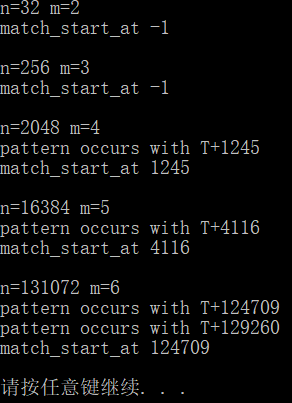 n=32 m=2
match_start_at -1
n=256 m=3
match_start_at -1
n=2048 m=4
pattern occurs with T+1245
match_start_at 1245
n=16384 m=5
pattern occurs with T+4116
match_start_at 4116
n=131072 m=6
pattern occurs with T+124709
pattern occurs with T+129260
match_start_at 124709
请按任意键继续. . .